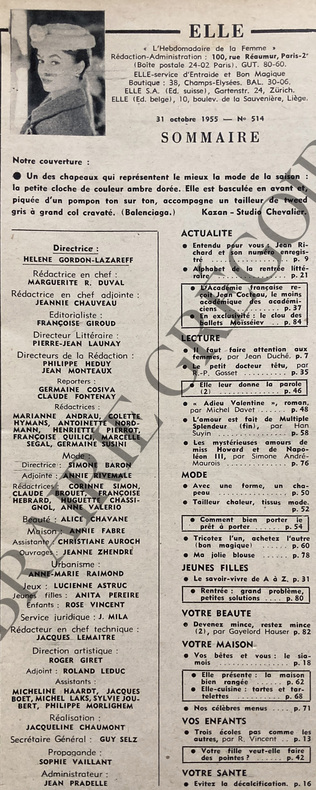 ELLE
« L'Hebdomadaire de la Femme »
Rédaction-Administration : 100, rue Réaumur, Paris-2e
(Boîte postale 24-02 Paris). GUT. 80-60.
ELLE-service d'Entraide et Bon Magique
Boutique : 38, Champs-Elysées. BAL. 30-06.
ELLE S.A. (Ed. suisse), Gartenstr. 24, Zürich.
ELLE (Ed. belge), 10, boulev. de la Sauvenière, Liège.
31 octobre 1955 — No 514
SOMMAIRE
Notre couverture :
● Un des chapeaux qui représentent le mieux la mode de la saison :
la petite cloche de couleur ambre dorée. Elle est basculée en avant et,
piquée d'un pompon ton sur ton, accompagne un tailleur de tweed
gris à grand col cravaté. (Balenciaga.) Kazan - Studio Chevalier.
Directrice :
HELENE GORDON-LAZAREFF
Rédactrice en chef :
MARGUERITE R. DUVAL
Rédactrice en chef adjointe :
JEANNIE CHAUVEAU
Editorialiste :
FRANÇOISE GIROUD
Directeur Littéraire :
PIERRE-JEAN LAUNAY
Directeurs de la Rédaction :
PHILIPPE HEDUY
JEAN MONTEAUX
Reporters :
GERMAINE COSIVA
CLAUDE FONTENAY
Rédactrices :
MARIANNE ANDRAU, COLETTE
HYMANS, ANTOINETTE NORD-
MANN, HENRIETTE PIERROT,
FRANÇOISE QUILICI, MARCELLE
SEGAL, GERMAINE SUSINI
Mode
Directrice : SIMONE BARON
Adjointe : ANNE RIVEMALE
Rédactrices : CORINNE SIMON,
CLAUDE BROUET, FRANÇOISE
HEBRARD, HUGUETTE CHASSI-
GNOL, ANNE VALERIO
Beauté : ALICE CHAVANE
Maison : ANNIE FABRE
Assistante : CHRISTIANE AUROCH
Ouvrages : JEANNE ZHENDRÉ
Urbanisme :
ANNE-MARIE RAIMOND
Jeux : LUCIENNE ASTRUC
Jeunes filles : ANITA PEREIRE
Enfants : ROSE VINCENT
Service juridique : J. MILA
Rédacteur en chef technique :
JACQUES LEMAITRE
Direction artistique :
ROGER GIRET
Adjoint : ROLAND LEDUC
Assistants :
MICHELINE HAARDT, JACQUES
BOET, MICHEL LAKS, SYLVIE JOU-
BERT, PHILIPPE MORLIGHEM
Réalisation :
JACQUELINE CHAUMONT
Secrétaire Général : GUY SELZ
Propagande :
SOPHIE VAILLANT
Administrateur :
JEAN PRADELLE
ACTUALITE
● Entendu pour vous : Jean Ri-
chard et un numéro enregis-
tré p. 9
● Alphabet de la rentrée litté-
raire p. 21
● L'Académie française re-
çoit Jean Cocteau, le moins
académique des académi-
ciens p. 37
● En exclusivité : le clou des
ballets Moïsseiev p. 84
LECTURE
● Il faut faire attention aux
femmes, par Jean Duché. p. 7
● Le petit docteur têtu, par
R.-P. Gosset p. 35
● Elle leur donne la parole
(2) p. 46
● « Adieu Valentine », roman,
par Michel Davet p. 48
● L'amour est fait de Multiple
Splendeur (fin), par Han
Suyin p. 58
● Les mystérieuses amours de
miss Howard et de Napo-
léon III, par Simone André-
Maurois p. 76
MODE
● Avec une forme, un cha-
peau p. 50
● Tailleur chaleur, tissus mode.
p. 52
● Comment bien porter le
prêt à porter p. 54
● Tricotez l'un, achetez l'autre
(bon magique) p. 60
● Ma jolie blouse p. 78
JEUNES FILLES
● Le savoir-vivre de A à Z. p. 31
● Rentrée : grand problème,
petites solutions p. 80
VOTRE BEAUTE
● Devenez mince, restez mince
(2), par Gayelord Hauser p. 82
VOTRE MAISON
● Vos bêtes et vous : le sia-
mois p. 18
● Elle présente : la maison
bien rangée p. 62
● Elle-cuisine : tartes et tar-
telettes p. 68
● Nos célèbres menus p. 71
VOS ENFANTS
● Trois écoles pas comme les
autres, par R. Vincent p. 13
● Votre fille veut-elle faire
des pointes ? p. 42
VOTRE SANTE
● Evitez la décalcification. p. 16